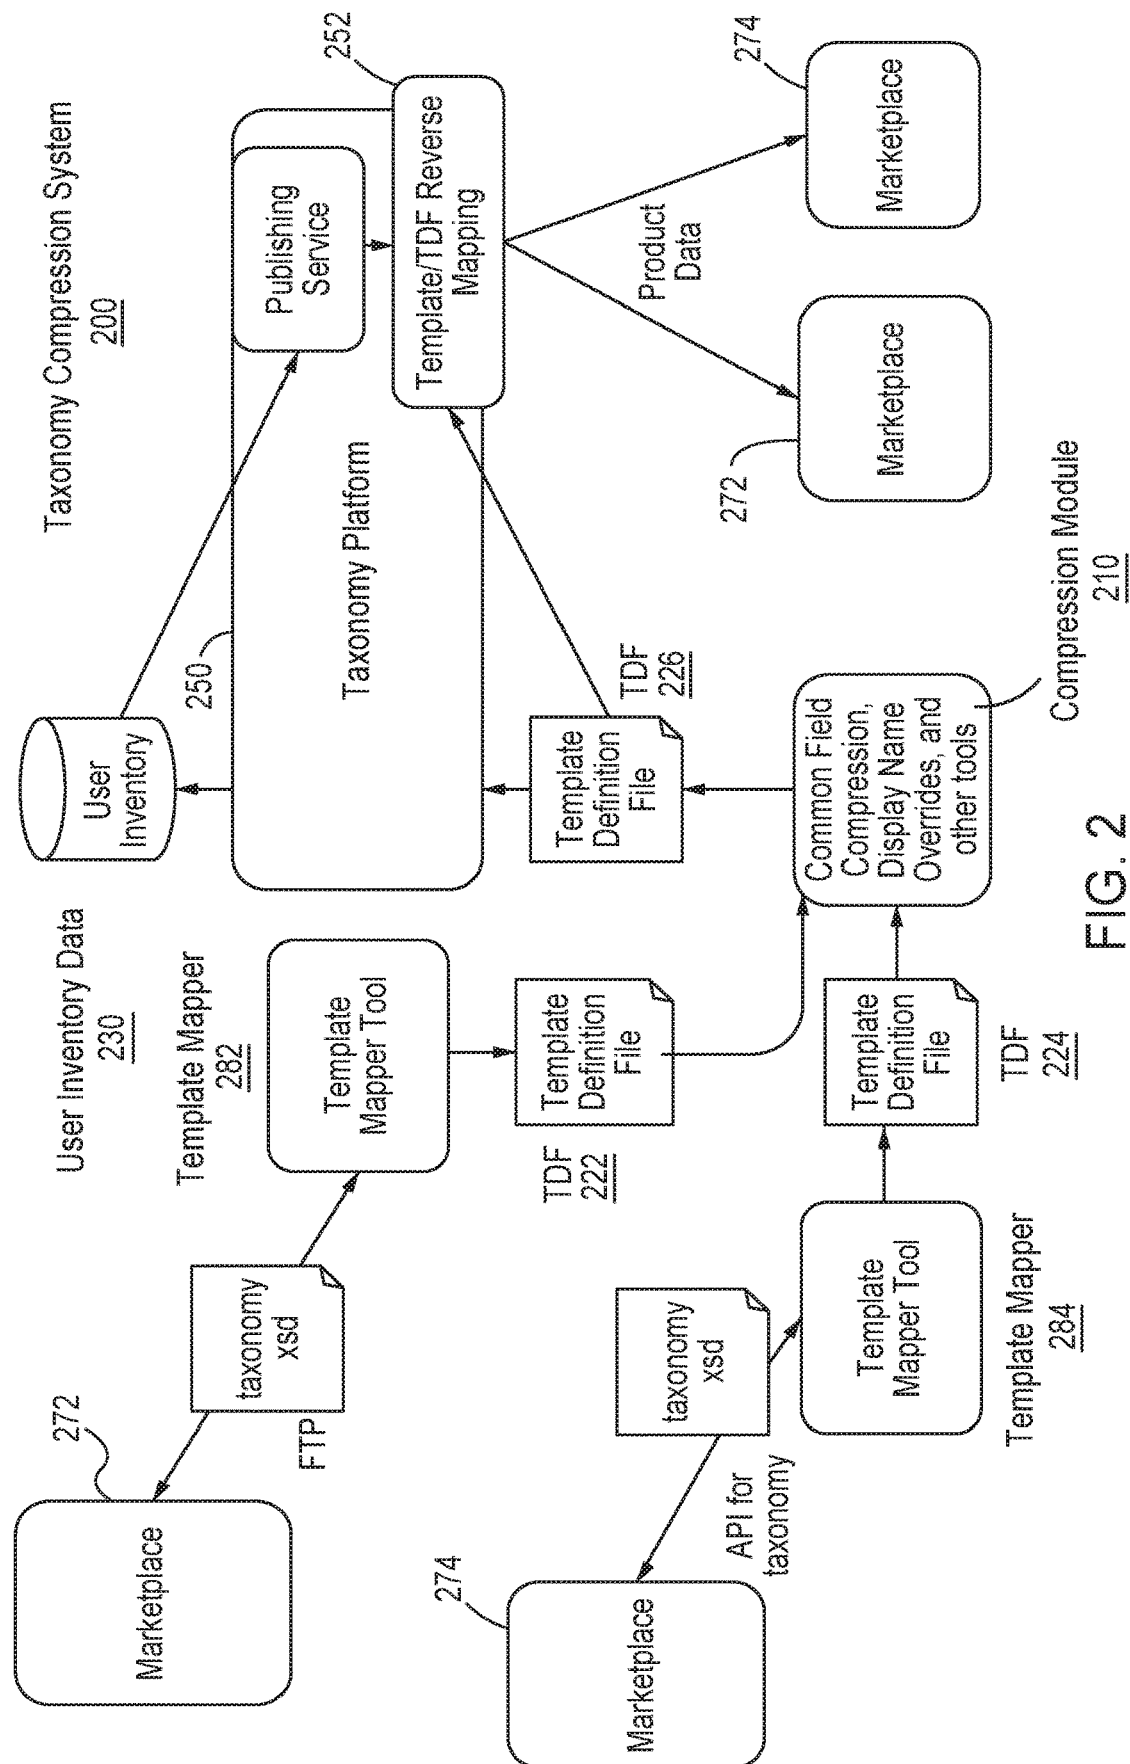 Taxonomy Compression System
200
User Inventory Data
230
User
Inventory
250
252
Publishing
Service
Taxonomy Platform
Template/TDF Reverse
Mapping
Template Mapper
282
Template
Mapper Tool
272
Marketplace
taxonomy
xsd
FTP
TDF
222
Template
Definition
File
Template
Definition
File
TDF
226
Product
Data
274
Marketplace
272
Marketplace
274
Marketplace
API for
taxonomy
taxonomy
xsd
Template
Mapper Tool
Template Mapper
284
Template
Definition
File
TDF
224
Common Field
Compression,
Display Name
Overrides, and
other tools
Compression Module
210
FIG. 2